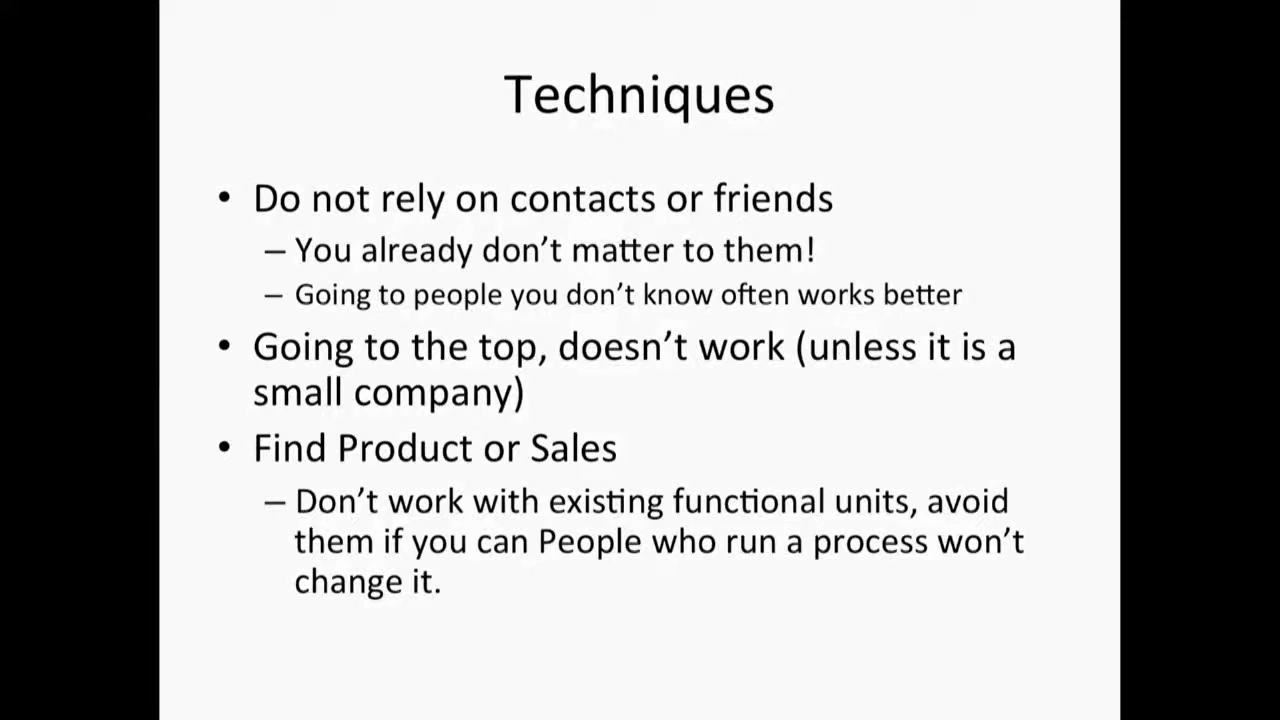 Techniques
• Do not rely on contacts or friends
– You already don't matter to them!
– Going to people you don't know often works better
• Going to the top, doesn't work (unless it is a
small company)
• Find Product or Sales
– Don't work with existing functional units, avoid
them if you can People who run a process won't
change it.